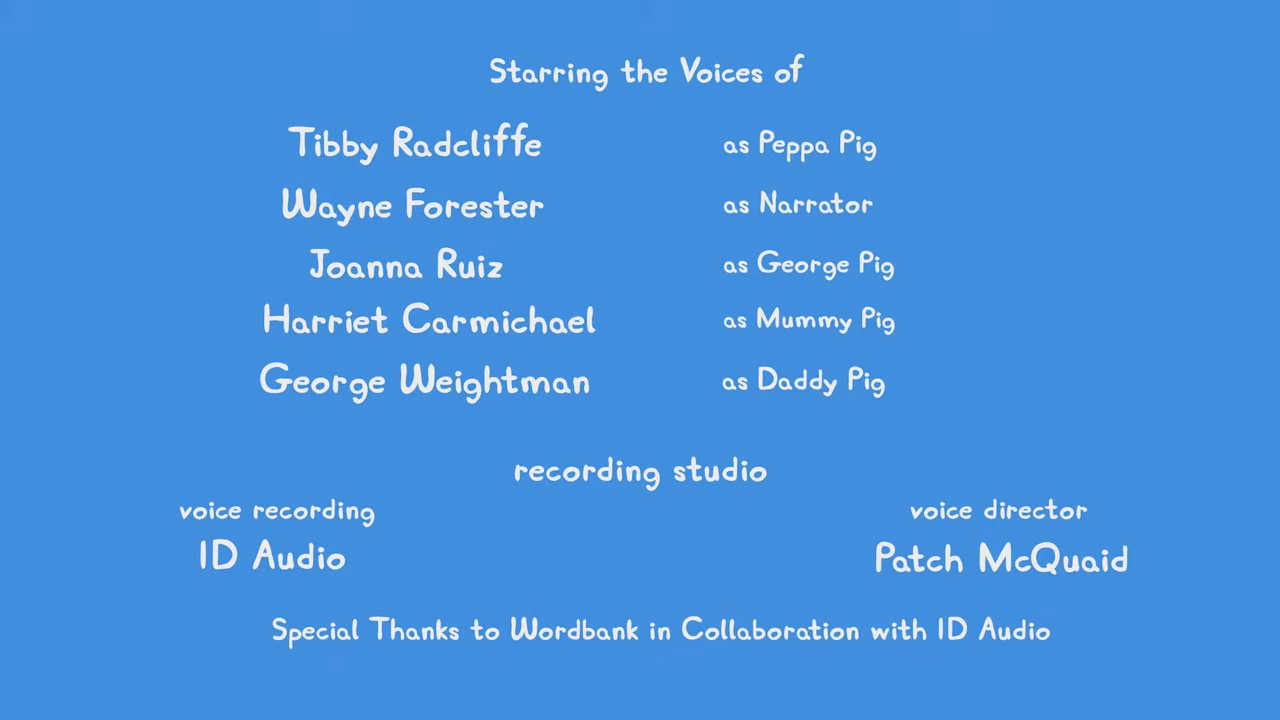 Starring the Voices of
Tibby Radcliffe as Peppa Pig
Wayne Forester as Narrator
Joanna Ruiz as George Pig
Harriet Carmichael as Mummy Pig
George Weightman as Daddy Pig
recording studio
voice recording voice director
ID Audio Patch McQuaid
Special Thanks to Wordbank in Collaboration with ID Audio